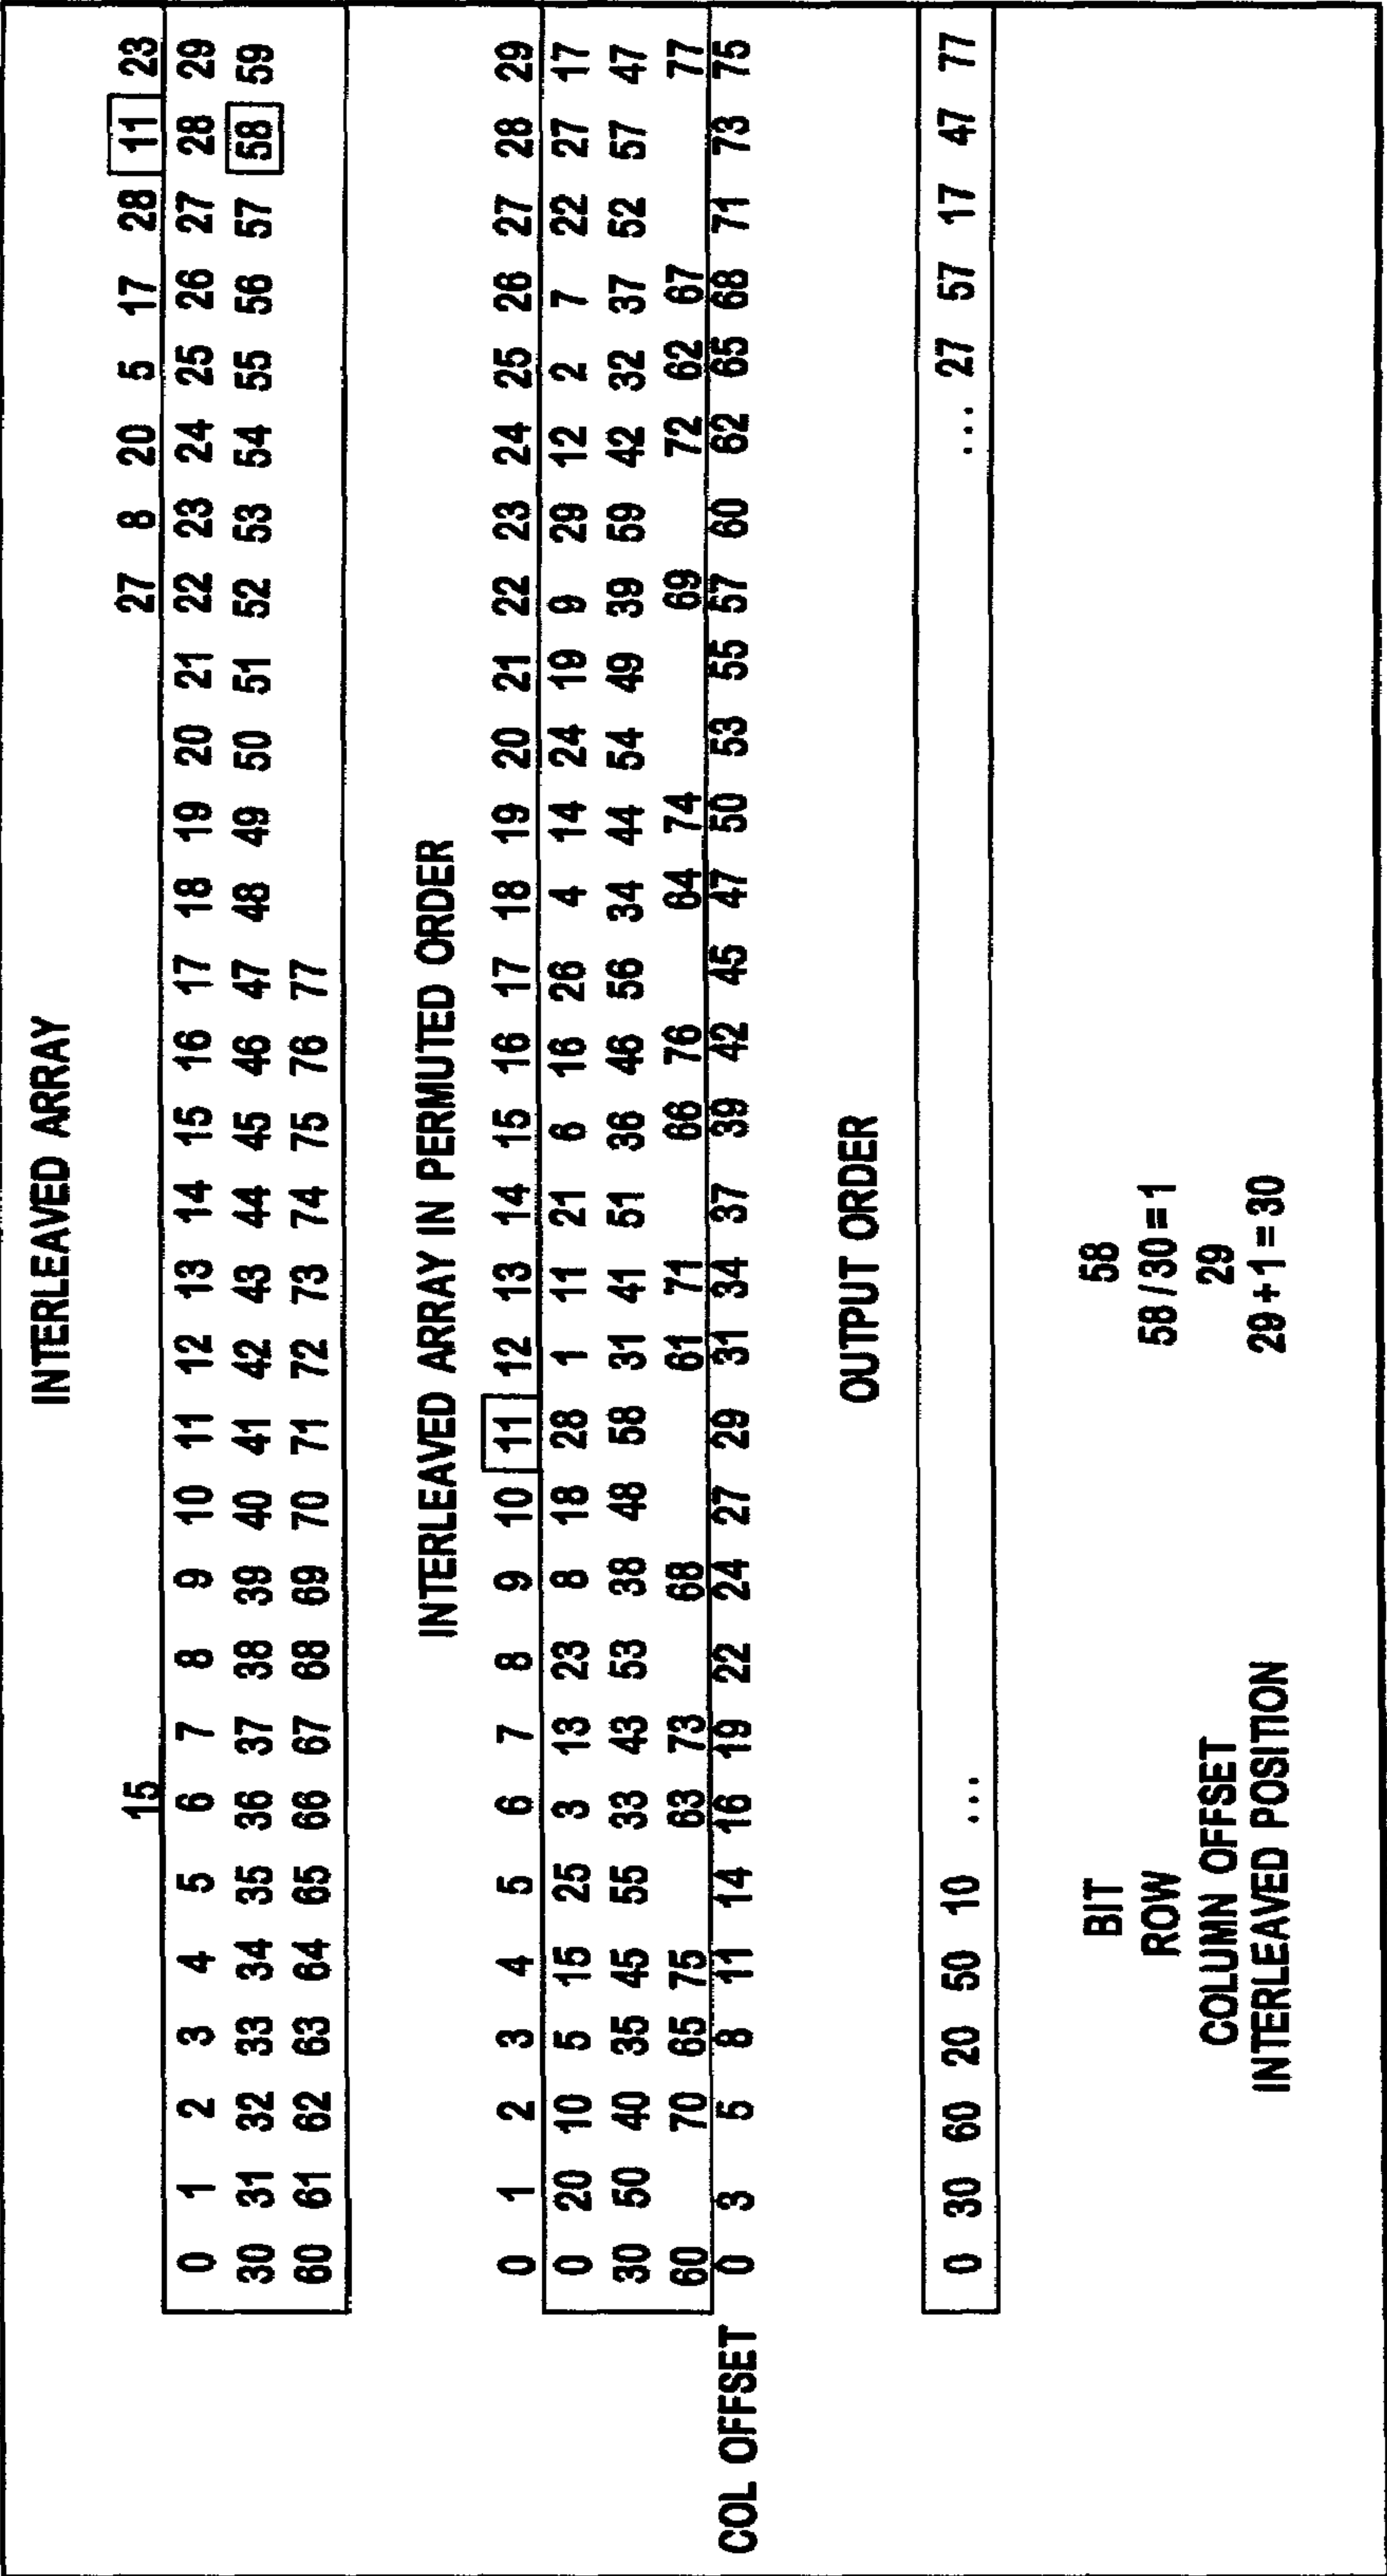 INTERLEAVED ARRAY
15 27 8 20 5 17 28 11 23
0 1 2 3 4 5 6 7 8 9 10 11 12 13 14 15 16 17 18 19 20 21 22 23 24 25 26 27 28 29
30 31 32 33 34 35 36 37 38 39 40 41 42 43 44 45 46 47 48 49 50 51 52 53 54 55 56 57 58 59
60 61 62 63 64 65 66 67 68 69 70 71 72 73 74 75 76 77
INTERLEAVED ARRAY IN PERMUTED ORDER
0 1 2 3 4 5 6 7 8 9 10 11 12 13 14 15 16 17 18 19 20 21 22 23 24 25 26 27 28 29
0 20 10 5 15 25 3 13 23 8 18 28 1 11 21 6 16 26 4 14 24 19 9 29 12 2 7 22 27 17
30 50 40 35 45 55 33 43 53 38 48 58 31 41 51 36 46 56 34 44 54 49 39 59 42 32 37 52 57 47
60 70 65 75 63 73 68 61 71 66 76 64 74 69 72 62 67 77
COL OFFSET 0 3 5 8 11 14 16 19 22 24 27 29 31 34 37 39 42 45 47 50 53 55 57 60 62 65 68 71 73 75
OUTPUT ORDER
0 30 60 20 50 10 ... ... 27 57 17 47 77
BIT 58
ROW 58 / 30 = 1
COLUMN OFFSET 29
INTERLEAVED POSITION 29 + 1 = 30